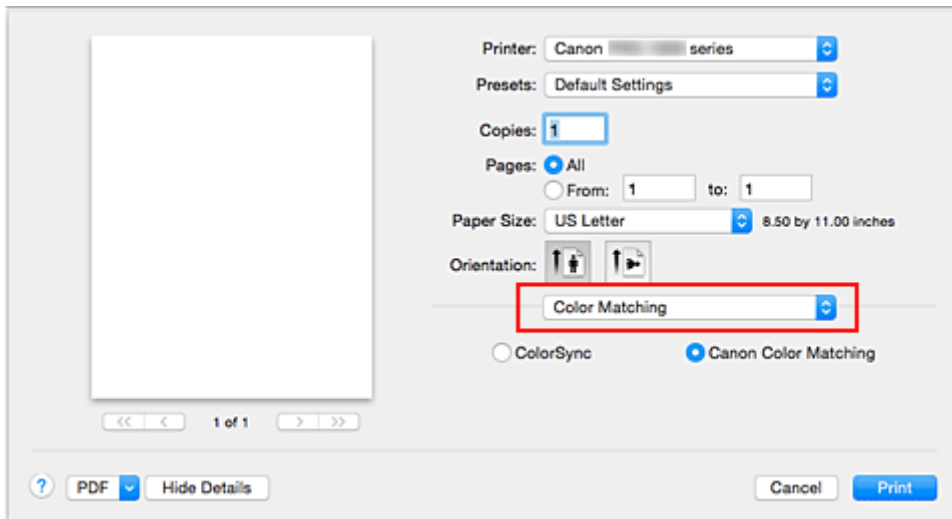 Printer: Canon series
Presets: Default Settings
Copies: 1
Pages: All
From: 1 to: 1
Paper Size: US Letter 8.50 by 11.00 inches
Orientation:
Color Matching
ColorSync Canon Color Matching
<< < 1 of 1 > >>
? PDF Hide Details Cancel Print